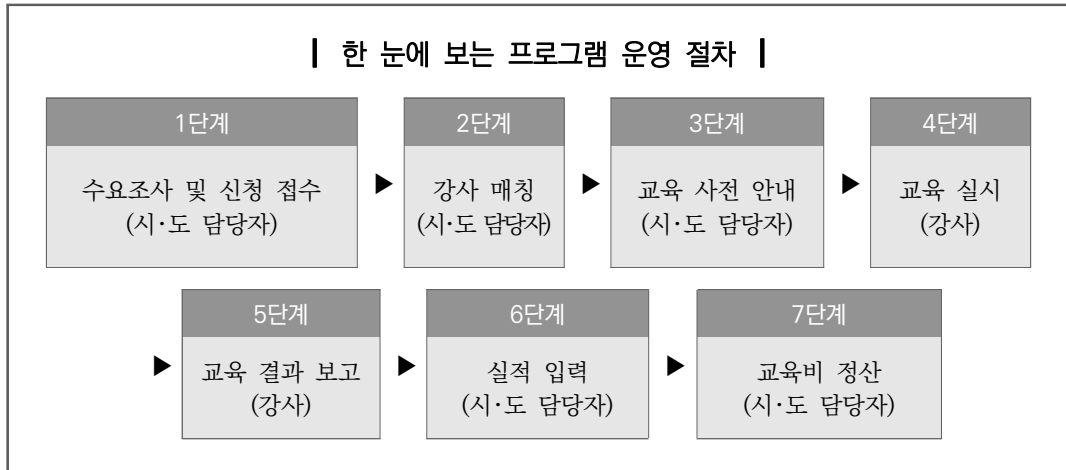 | 한 눈에 보는 프로그램 운영 절차 |
1단계
수요조사 및 신청 접수
(시·도 담당자)
▶
2단계
강사 매칭
(시·도 담당자)
▶
3단계
교육 사전 안내
(시·도 담당자)
▶
4단계
교육 실시
(강사)
▶
5단계
교육 결과 보고
(강사)
▶
6단계
실적 입력
(시·도 담당자)
▶
7단계
교육비 정산
(시·도 담당자)